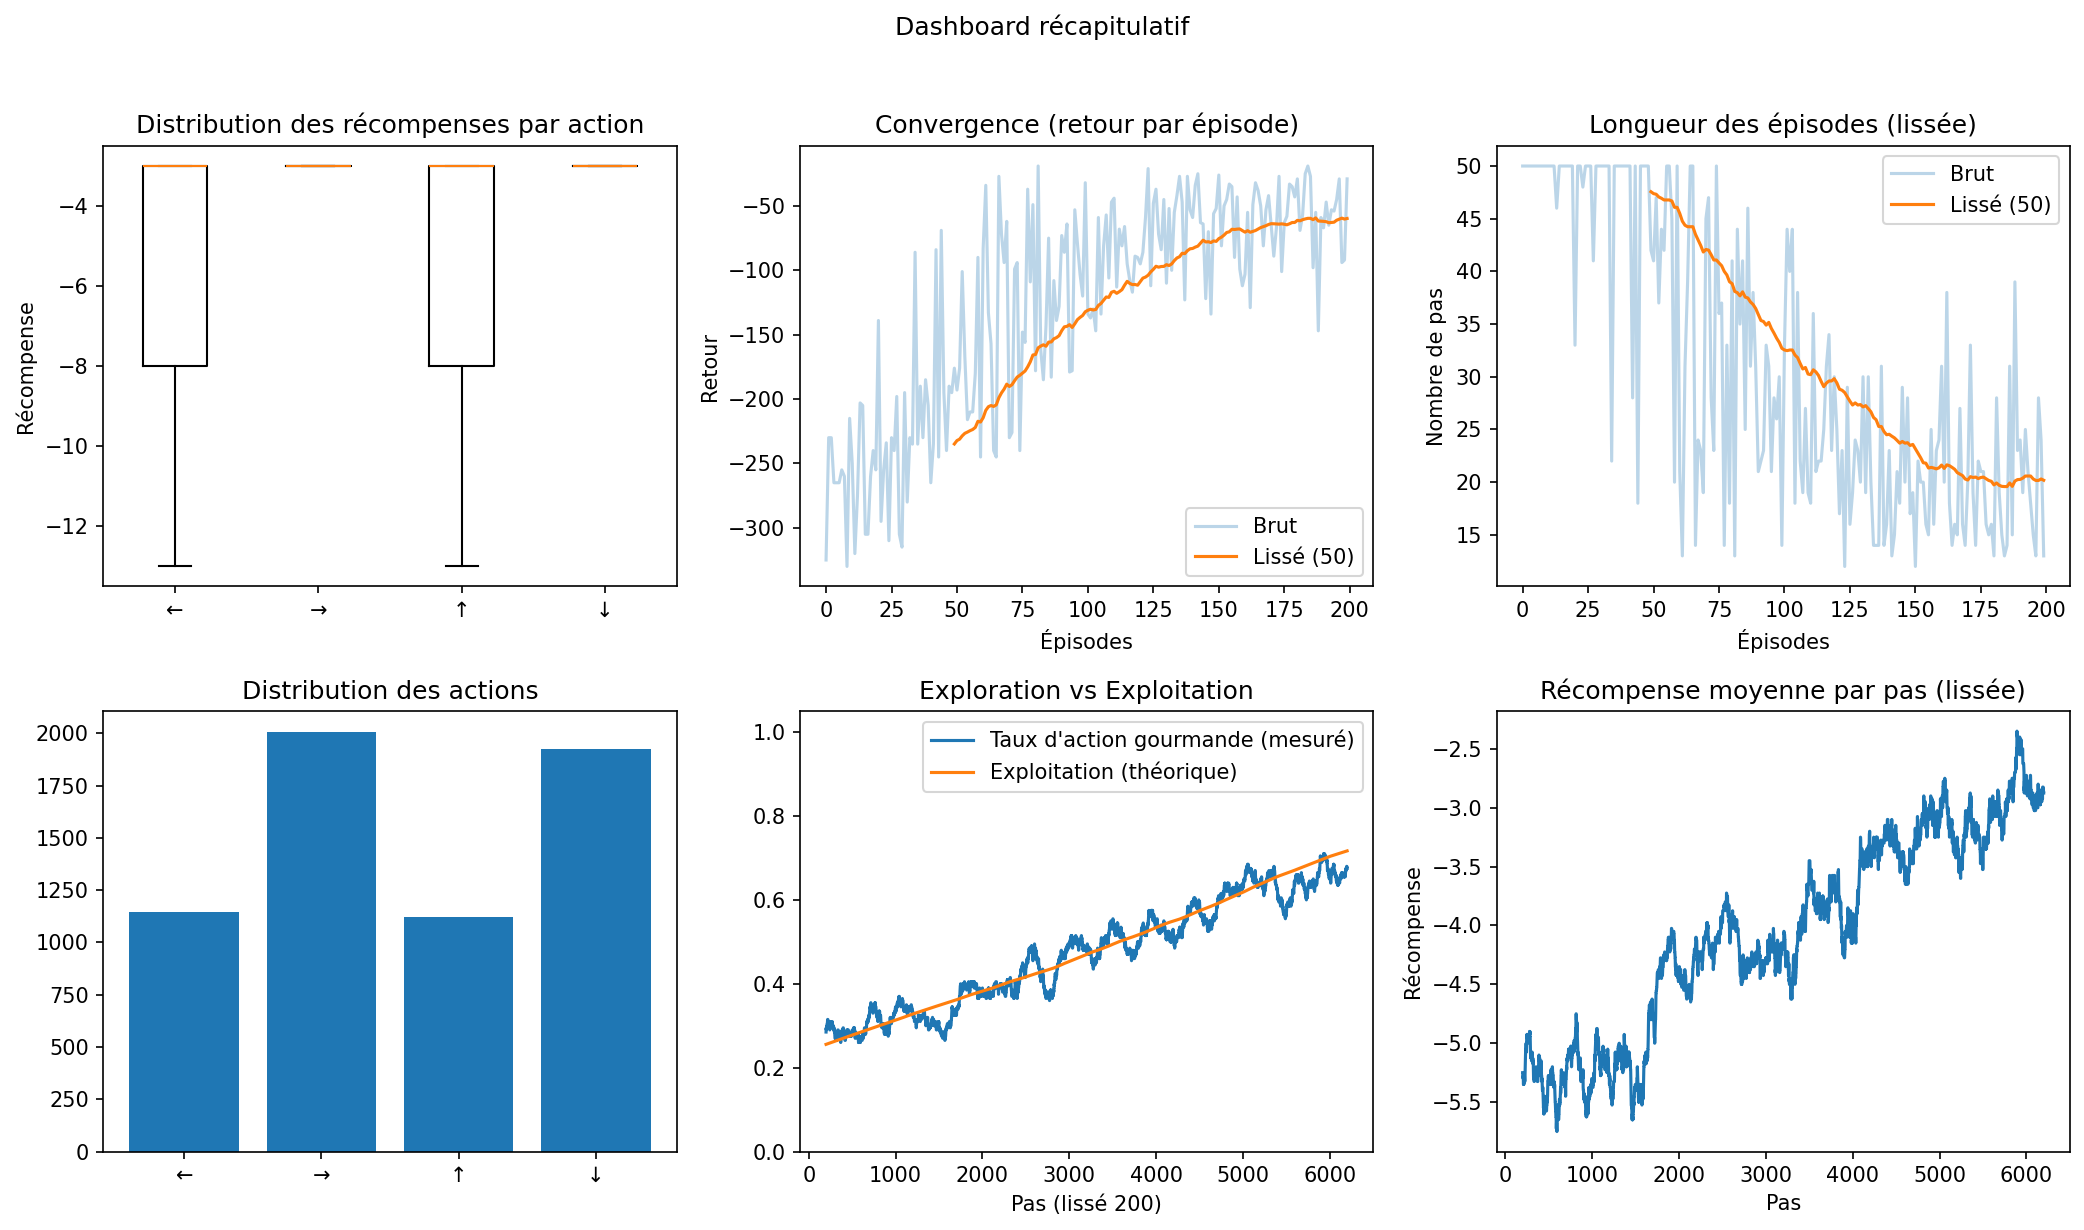 Dashboard récapitulatif
Distribution des récompenses par action
Récompense
−4
−6
−8
−10
−12
← → ↑ ↓
Convergence (retour par épisode)
Retour
−50
−100
−150
−200
−250
−300
Brut
Lissé (50)
0 25 50 75 100 125 150 175 200
Épisodes
Longueur des épisodes (lissée)
Nombre de pas
50
45
40
35
30
25
20
15
Brut
Lissé (50)
0 25 50 75 100 125 150 175 200
Épisodes
Distribution des actions
2000
1750
1500
1250
1000
750
500
250
0
← → ↑ ↓
Exploration vs Exploitation
1.0
0.8
0.6
0.4
0.2
0.0
Taux d'action gourmande (mesuré)
Exploitation (théorique)
0 1000 2000 3000 4000 5000 6000
Pas (lissé 200)
Récompense moyenne par pas (lissée)
Récompense
−2.5
−3.0
−3.5
−4.0
−4.5
−5.0
−5.5
0 1000 2000 3000 4000 5000 6000
Pas